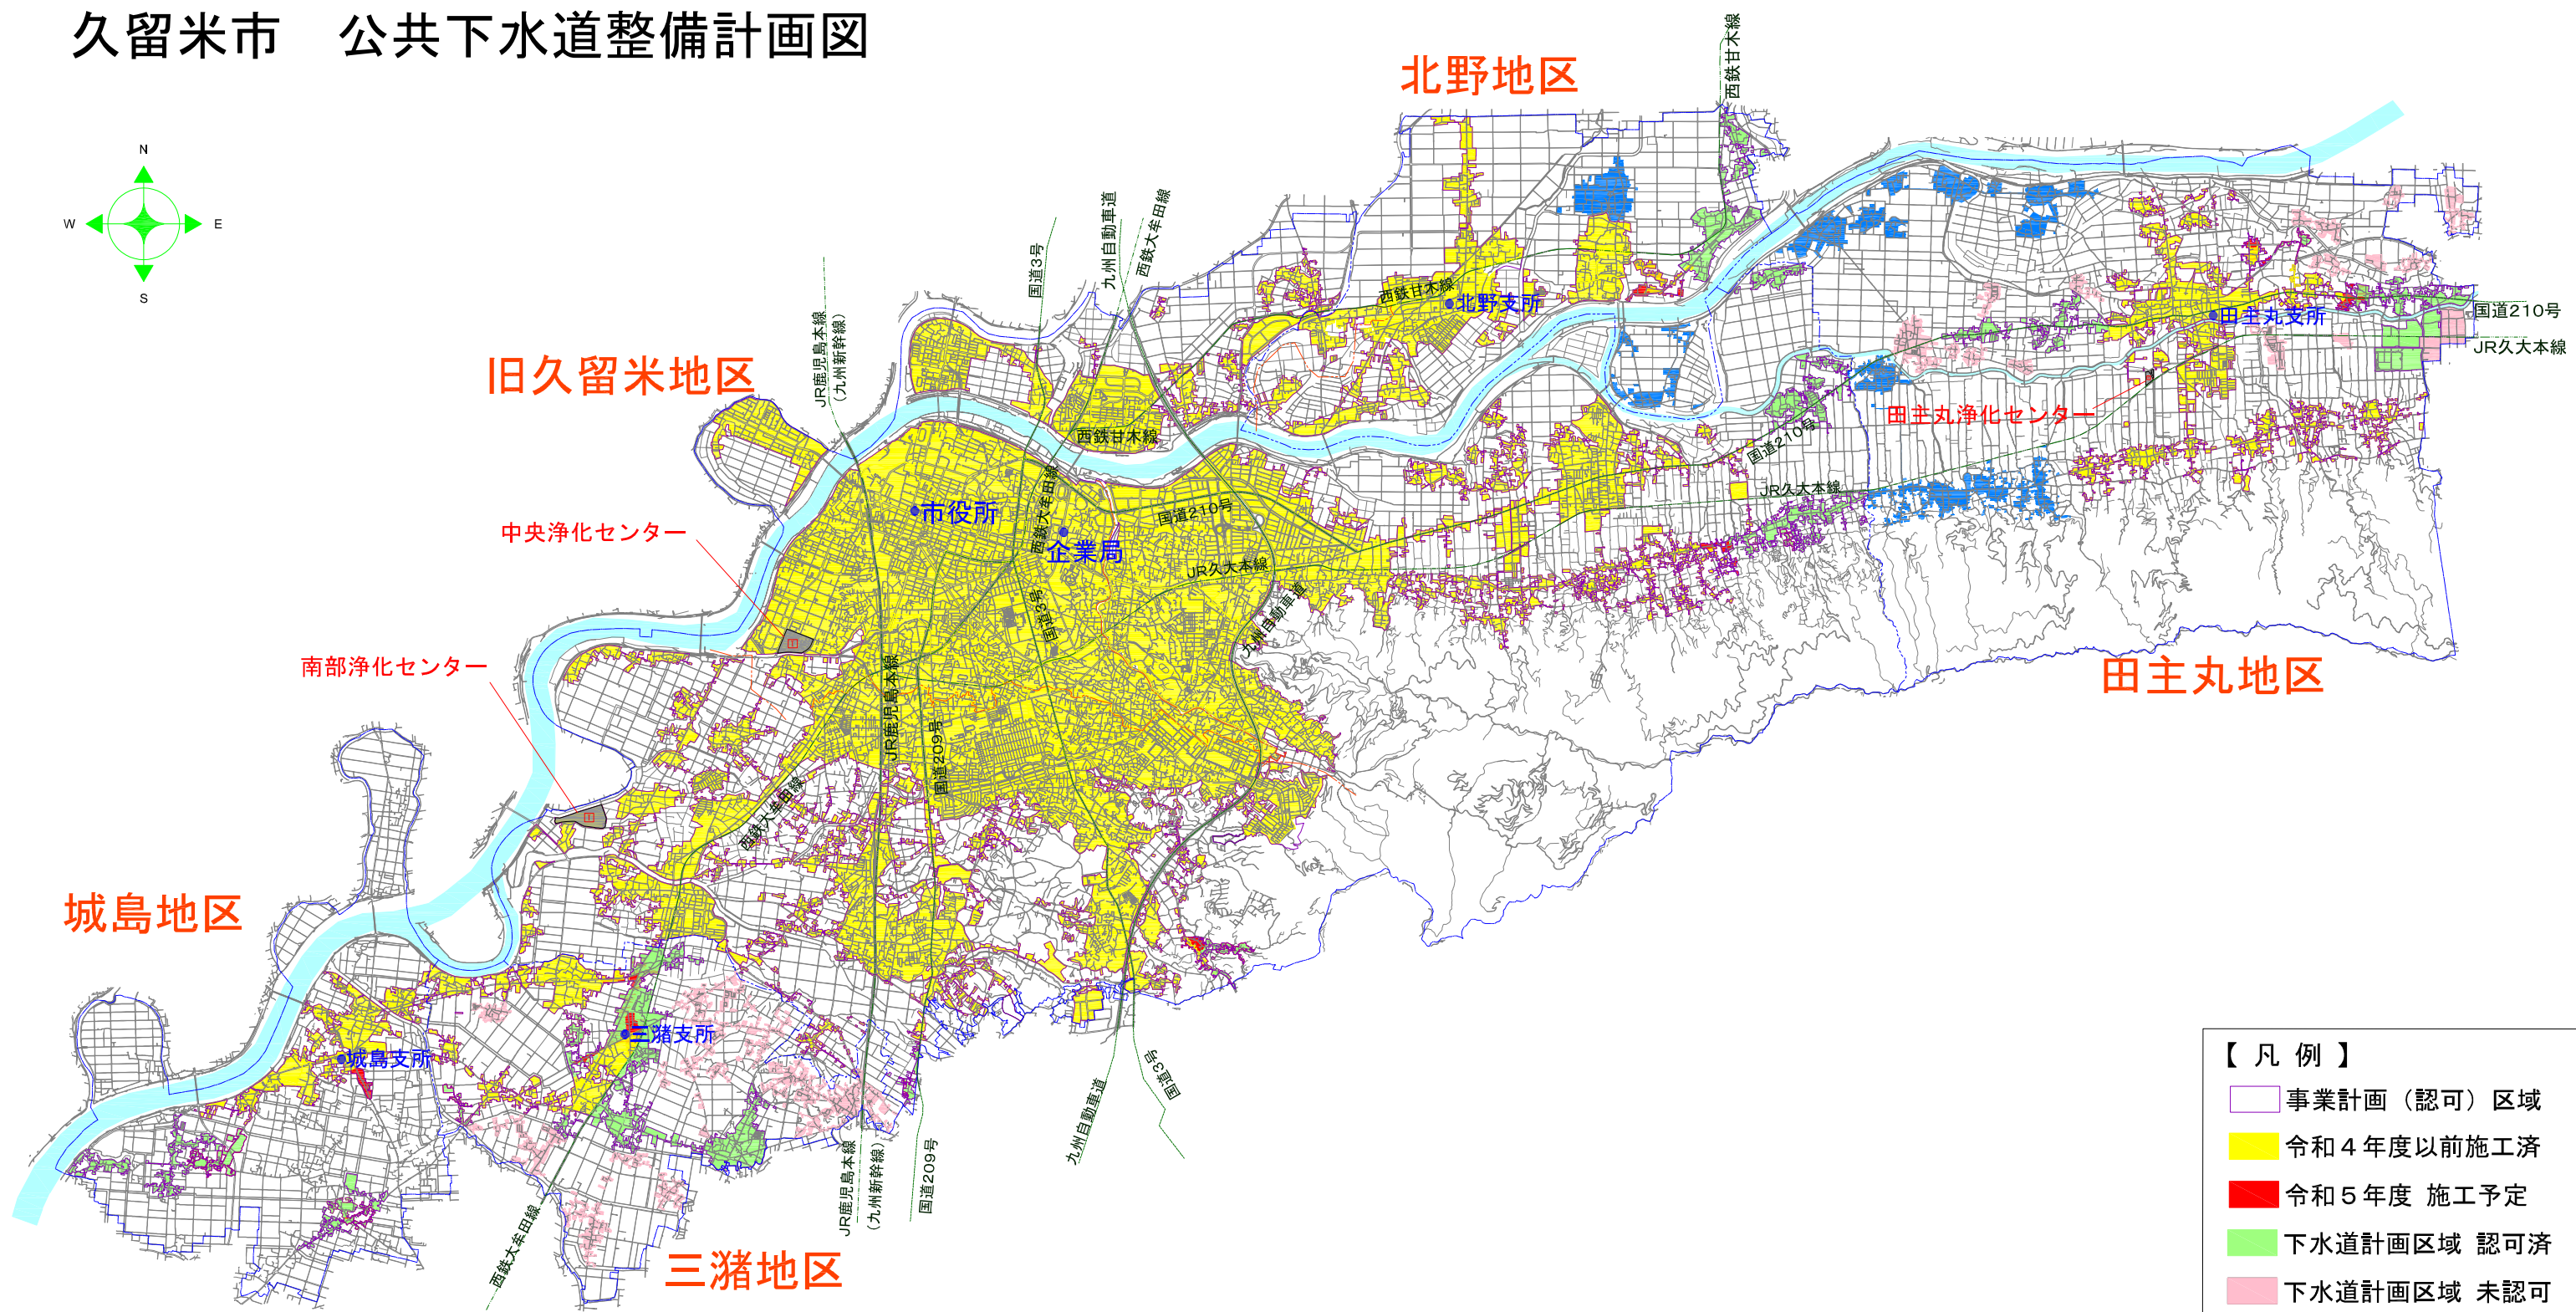 久留米市　公共下水道整備計画図
N
W
E
S
北野地区
西鉄甘木線
旧久留米地区
JR鹿児島本線
（九州新幹線）
国道3号
九州自動車道
西鉄大牟田線
西鉄甘木線
北野支所
田主丸支所
国道210号
JR久大本線
西鉄甘木線
田主丸浄化センター
国道210号
西鉄大牟田線
JR久大本線
市役所
国道210号
中央浄化センター
企業局
JR久大本線
国道3号
九州自動車道
南部浄化センター
JR鹿児島本線
田主丸地区
国道209号
西鉄大牟田線
城島地区
三潴支所
城島支所
国道3号
九州自動車道
JR鹿児島本線
（九州新幹線）
国道209号
西鉄大牟田線
三潴地区
【 凡 例 】
事業計画（認可）区域
令和４年度以前施工済
令和５年度 施工予定
下水道計画区域 認可済
下水道計画区域 未認可